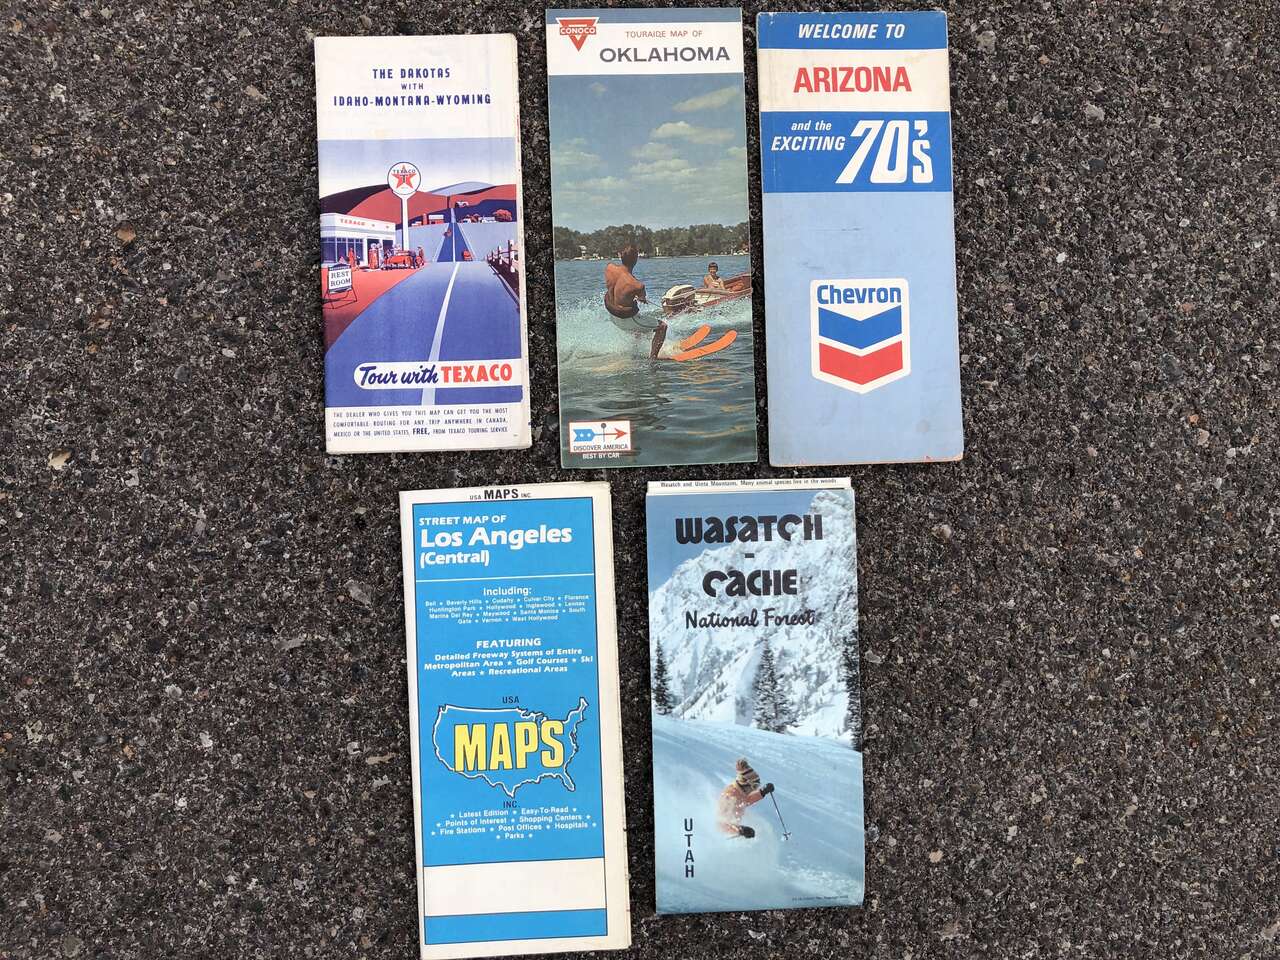 THE DAKOTAS
WITH
IDAHO-MONTANA-WYOMING
TEXACO
TEXACO
REST
ROOM
Tour with TEXACO
THE DEALER WHO GIVES YOU THIS MAP CAN GET YOU THE MOST
COMFORTABLE ROUTING FOR ANY TRIP ANYWHERE IN CANADA,
MEXICO OR THE UNITED STATES, FREE, FROM TEXACO TOURING SERVICE
CONOCO
TOURAIDE MAP OF
OKLAHOMA
DISCOVER AMERICA
BEST BY CAR
WELCOME TO
ARIZONA
and the
EXCITING 70's
Chevron
USA MAPS INC.
STREET MAP OF
Los Angeles
(Central)
Including:
Bell ★ Beverly Hills ★ Cudahy ★ Culver City ★ Florence
Huntington Park ★ Hollywood ★ Inglewood ★ Lennox
Marina Del Rey ★ Maywood ★ Santa Monica ★ South
Gate ★ Vernon ★ West Hollywood
FEATURING
Detailed Freeway Systems of Entire
Metropolitan Area ★ Golf Courses ★ Ski
Areas ★ Recreational Areas
USA
MAPS
INC.
★ Latest Edition ★ Easy-To-Read ★
★ Points of Interest ★ Shopping Centers ★
★ Fire Stations ★ Post Offices ★ Hospitals ★
★ Parks ★
Wasatch and Uinta Mountains. Many animal species live in the woods
WASATCH
-
CACHE
National Forest
UTAH